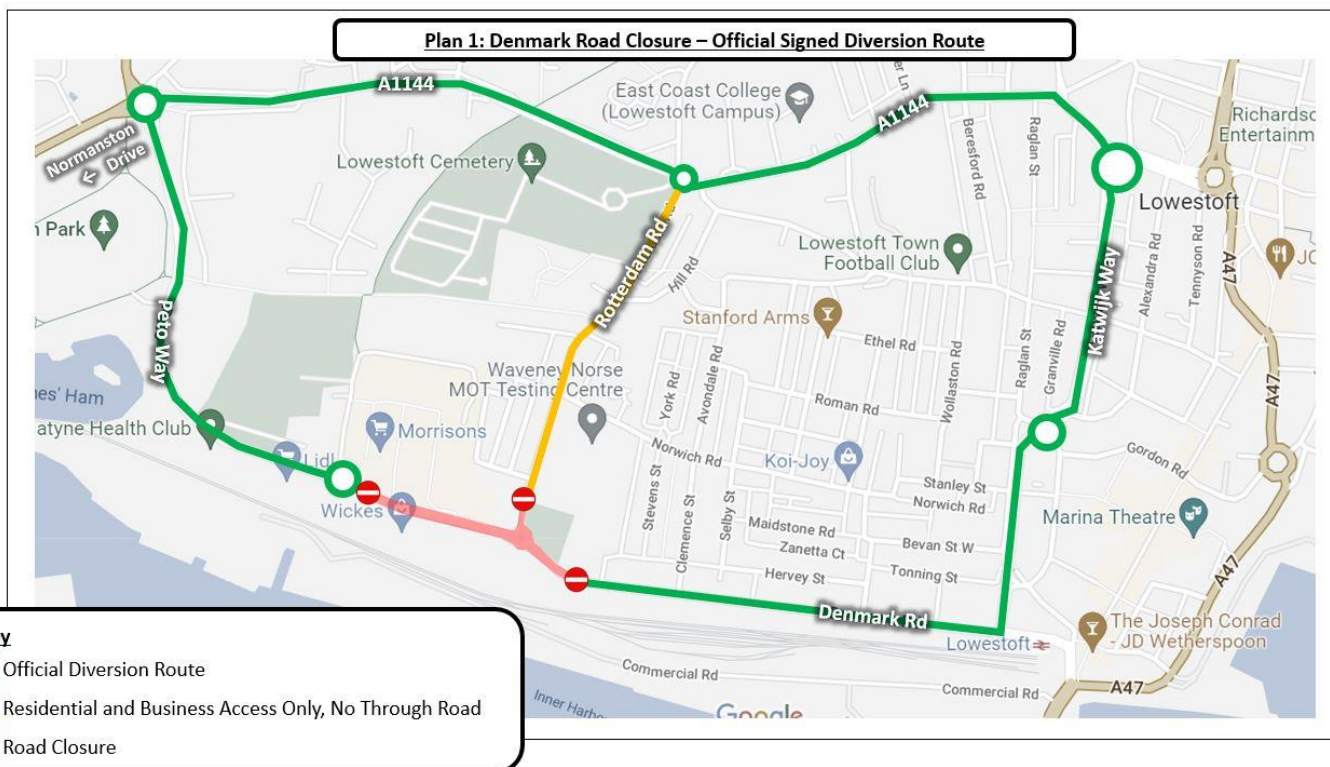 Plan 1: Denmark Road Closure – Official Signed Diversion Route
A1144
East Coast College
(Lowestoft Campus)
A1144
Beresford Rd
Raglan St
Entertainm
Normanston
← Drive
Lowestoft Cemetery
Lowestoft
Park
Rotterdam Rd
Hill Rd
Lowestoft Town
Football Club
Alexandra Rd
Tennyson Rd
A47
JC
Peto Way
Stanford Arms
Ethel Rd
Wollaston Rd
Raglan St
Granville Rd
Katwijk Way
Waveney Norse
MOT Testing Centre
York Rd
Avondale Rd
Roman Rd
A47
Ham
Health Club
Morrisons
Lidl
Norwich Rd
Koi-Joy
Gordon Rd
Wickes
Stevens St
Clemence St
Selby St
Stanley St
Norwich Rd
Marina Theatre
Maidstone Rd
Zanetta Ct
Bevan St W
Hervey St
Tonning St
A47
Denmark Rd
The Joseph Conrad
- JD Wetherspoon
Lowestoft
Commercial Rd
Commercial Rd
A47
Inner
Google
y
Official Diversion Route
Residential and Business Access Only, No Through Road
Road Closure